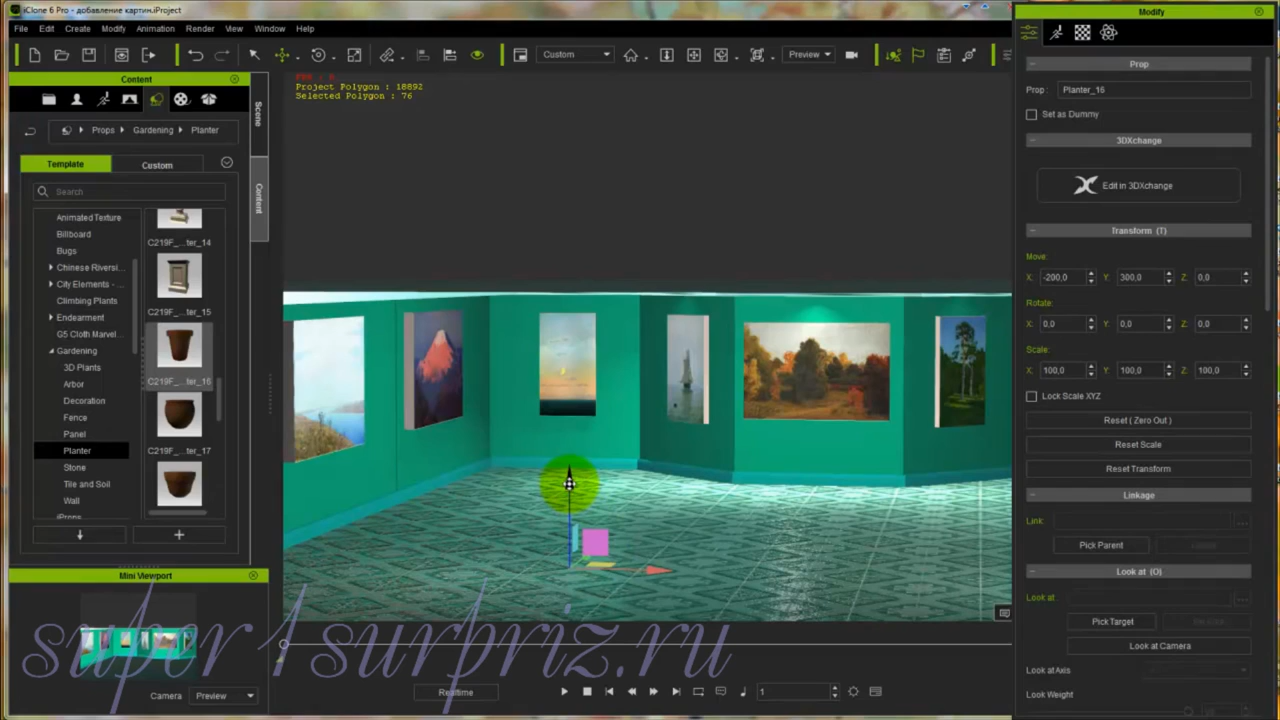 iClone 6 Pro - добавление картин.iProject
File Edit Create Modify Animation Render View Window Help
Custom
Preview
Content
Props Gardening Planter
Template Custom
Search
Animated Texture
Billboard
Bugs
Chinese Riversi...
City Elements - ...
Climbing Plants
Endearment
G5 Cloth Marvel...
Gardening
3D Plants
Arbor
Decoration
Fence
Panel
Planter
Stone
Tile and Soil
Wall
iProps
C219F_...ter_14
C219F_...ter_15
C219F_...ter_16
C219F_...ter_17
Scene
Content
Mini Viewport
Camera Preview
Project Polygon : 18892
Selected Polygon : 76
super1surpriz.ru
Realtime
1
Modify
Prop
Prop : Planter_16
Set as Dummy
3DXchange
Edit in 3DXchange
Transform (T)
Move:
X: -200,0 Y: 300,0 Z: 0,0
Rotate:
X: 0,0 Y: 0,0 Z: 0,0
Scale:
X: 100,0 Y: 100,0 Z: 100,0
Lock Scale XYZ
Reset ( Zero Out )
Reset Scale
Reset Transform
Linkage
Link:
Pick Parent
Look at (O)
Look at:
Pick Target
Look at Camera
Look at Axis
Look Weight